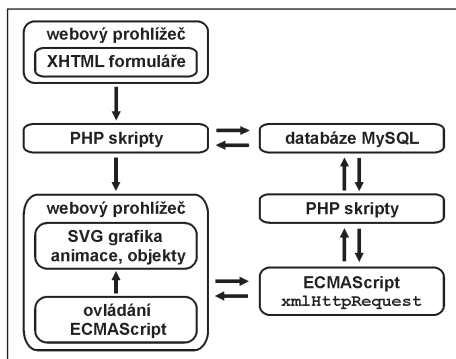 webový prohlížeč
XHTML formuláře
PHP skripty
databáze MySQL
webový prohlížeč
SVG grafika
animace, objekty
ovládání
ECMAScript
PHP skripty
ECMAScript
xmlHttpRequest